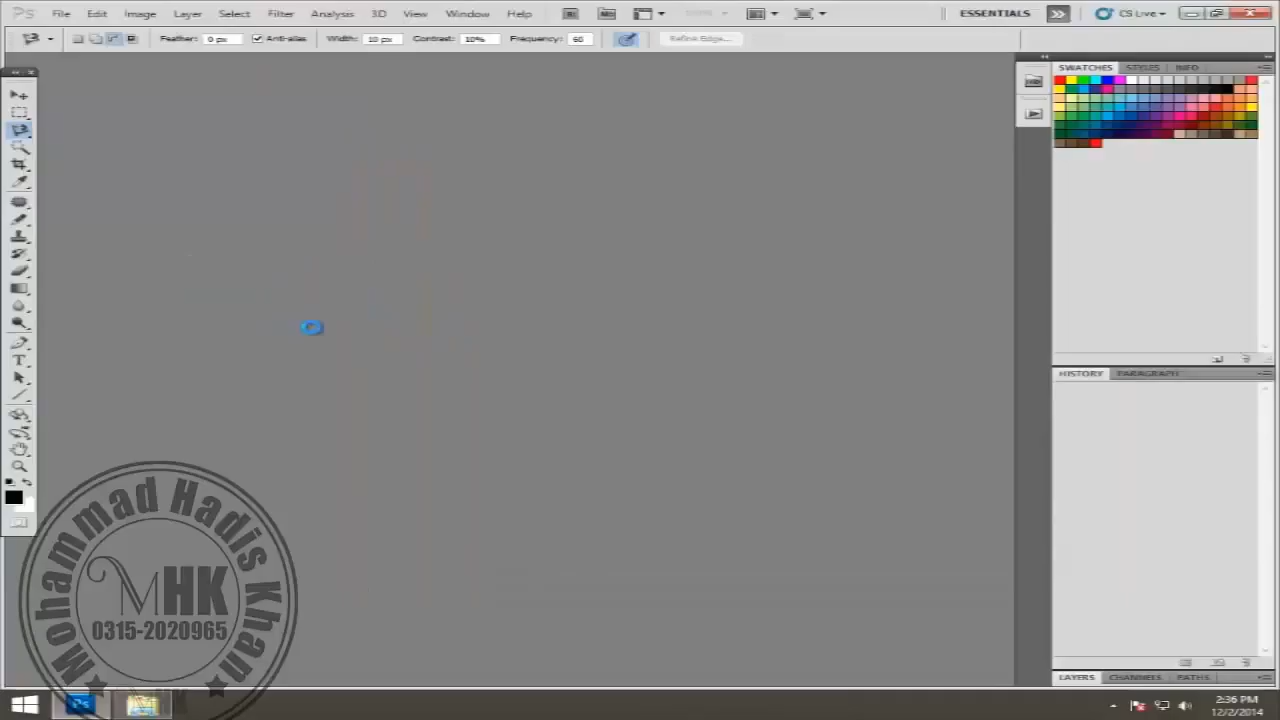 PS File Edit Image Layer Select Filter Analysis 3D View Window Help
ESSENTIALS >> CS Live
Feather: 0 px Anti-alias Width: 10 px Contrast: 10% Frequency: 60 Refine Edge...
SWATCHES STYLES INFO
HISTORY PARAGRAPH
Mohammad Hadis Khan
MHK
0315-2020965
LAYERS CHANNELS PATHS
Ps
2:36 PM
12/2/2014